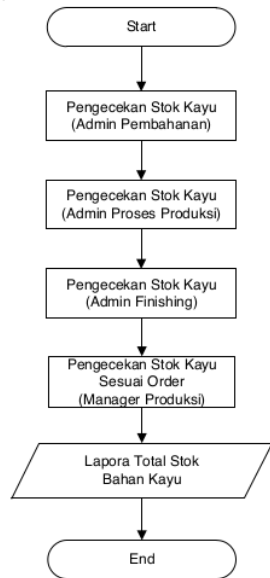 Start
Pengecekan Stok Kayu
(Admin Pembahanan)
Pengecekan Stok Kayu
(Admin Proses Produksi)
Pengecekan Stok Kayu
(Admin Finishing)
Pengecekan Stok Kayu
Sesuai Order
(Manager Produksi)
Lapora Total Stok
Bahan Kayu
End